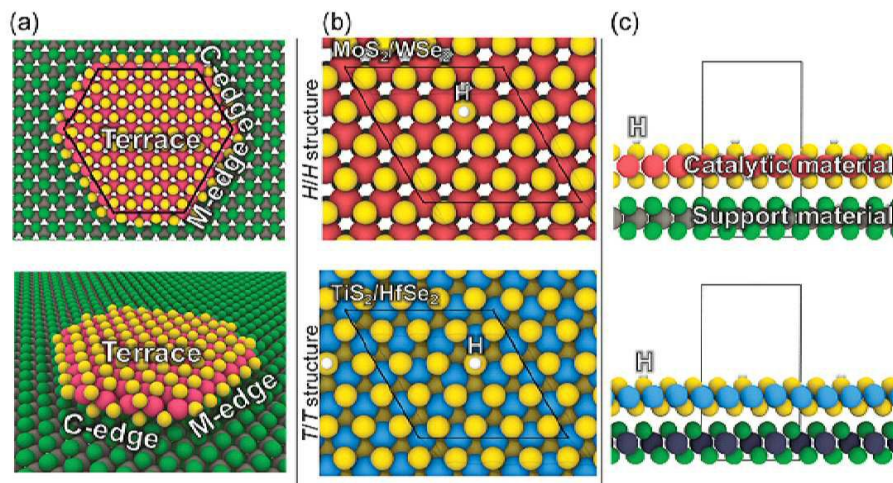 (a)
(b)
(c)
C-edge
Terrace
M-edge
Terrace
C-edge
M-edge
H/H structure
MoS₂/WSe₂
H
T/T structure
TiS₂/HfSe₂
H
H
Catalytic material
Support material
H